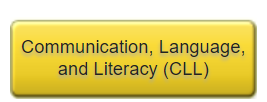 Communication, Language,
and Literacy (CLL)